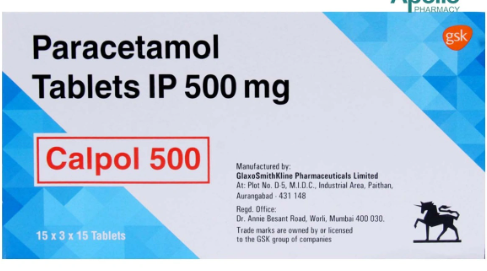 PHARMACY
gsk
Paracetamol
Tablets IP 500 mg
Calpol 500
Manufactured by:
GlaxoSmithKline Pharmaceuticals Limited
At: Plot No. D-5, M.I.D.C., Industrial Area, Paithan,
Aurangabad - 431 148
Regd. Office:
Dr. Annie Besant Road, Worli, Mumbai 400 030.
Trade marks are owned by or licensed
to the GSK group of companies
15 x 3 x 15 Tablets